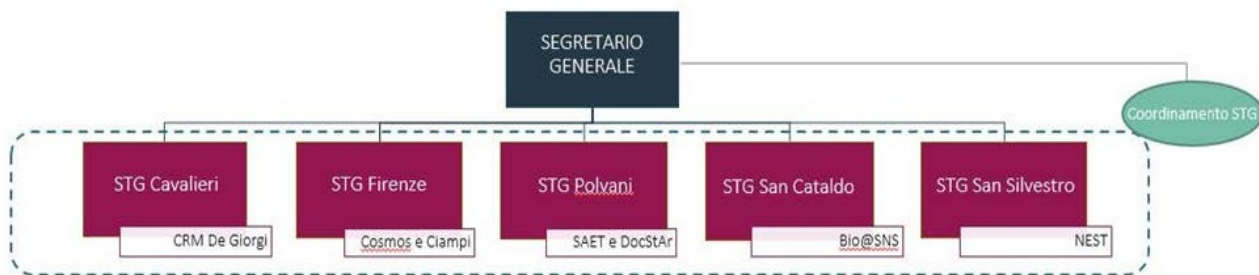 SEGRETARIO
GENERALE
Coordinamento STG
STG Cavalieri
STG Firenze
STG Polvani
STG San Cataldo
STG San Silvestro
CRM De Giorgi
Cosmos e Ciampi
SAET e DocStAr
Bio@SNS
NEST